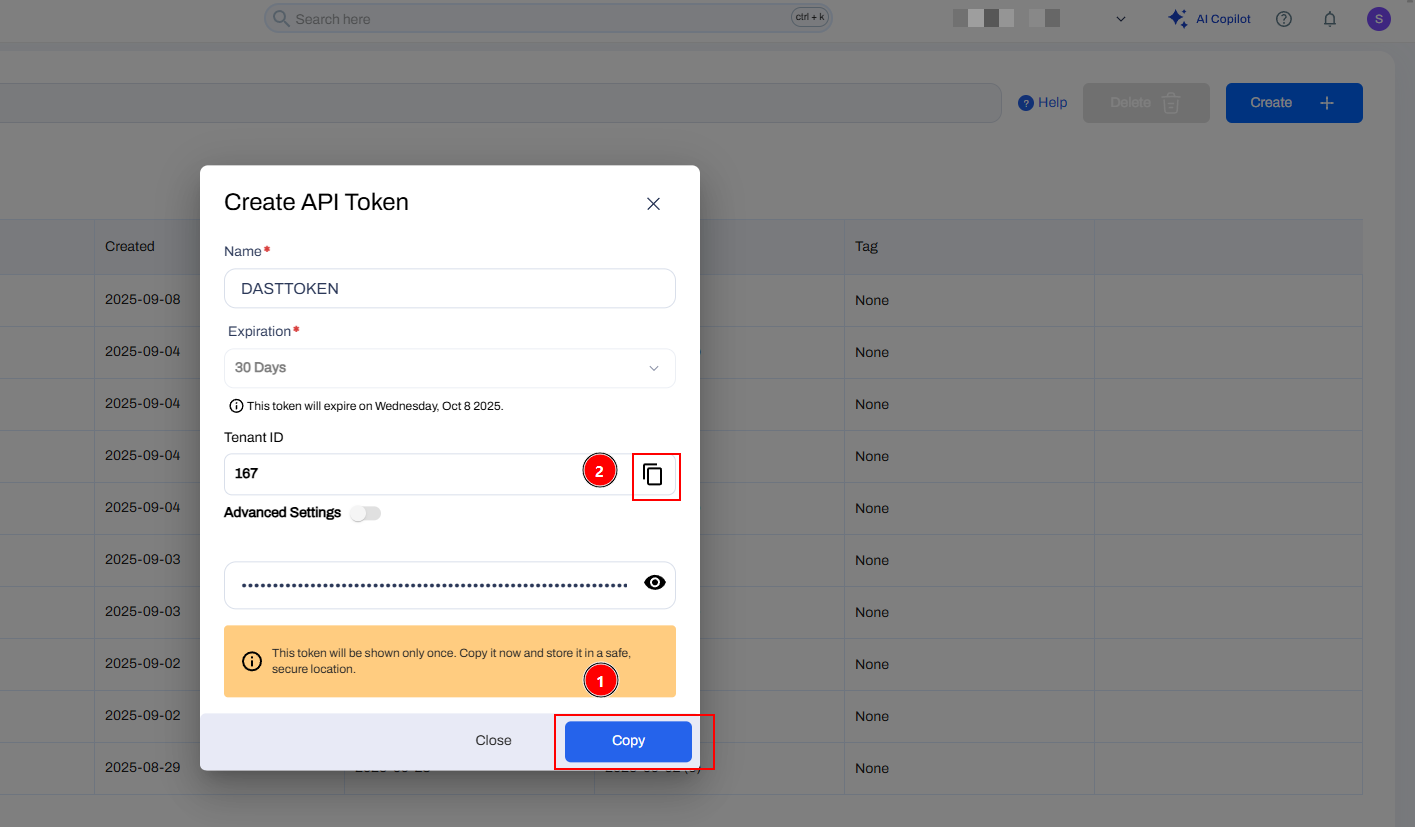 Search here
ctrl + k
AI Copilot
?
S
? Help
Delete
Create
Created
Tag
2025-09-08
None
2025-09-04
None
2025-09-04
None
2025-09-04
None
2025-09-04
None
2025-09-03
None
2025-09-03
None
2025-09-02
None
2025-09-02
None
2025-08-29
None
Create API Token
Name*
DASTTOKEN
Expiration*
30 Days
This token will expire on Wednesday, Oct 8 2025.
Tenant ID
167
2
Advanced Settings
This token will be shown only once. Copy it now and store it in a safe,
secure location.
1
Close
Copy